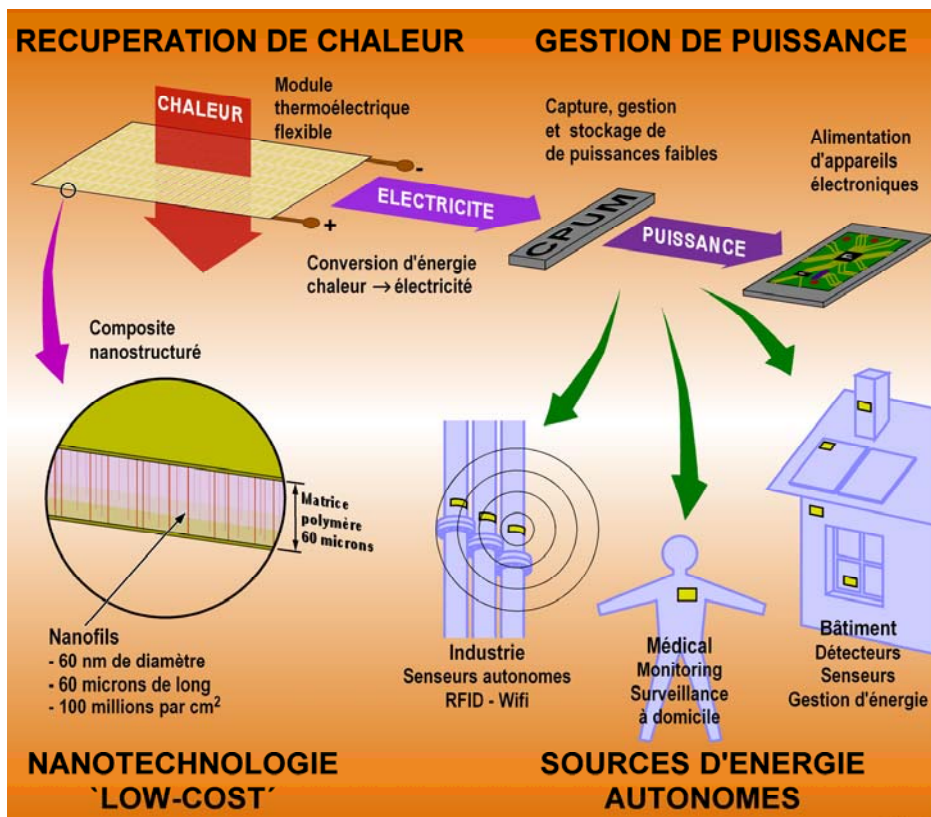 RECUPERATION DE CHALEUR
GESTION DE PUISSANCE
CHALEUR
Module
thermoélectrique
flexible
-
+
ELECTRICITE
Conversion d'énergie
chaleur → électricité
Capture, gestion
et stockage de
de puissances faibles
CPUM
PUISSANCE
Alimentation
d'appareils
électroniques
Composite
nanostructuré
Matrice
polymère
60 microns
Nanofils
- 60 nm de diamètre
- 60 microns de long
- 100 millions par cm²
Industrie
Senseurs autonomes
RFID - Wifi
Médical
Monitoring
Surveillance
à domicile
Bâtiment
Détecteurs
Senseurs
Gestion d'énergie
NANOTECHNOLOGIE
`LOW-COST´
SOURCES D'ENERGIE
AUTONOMES